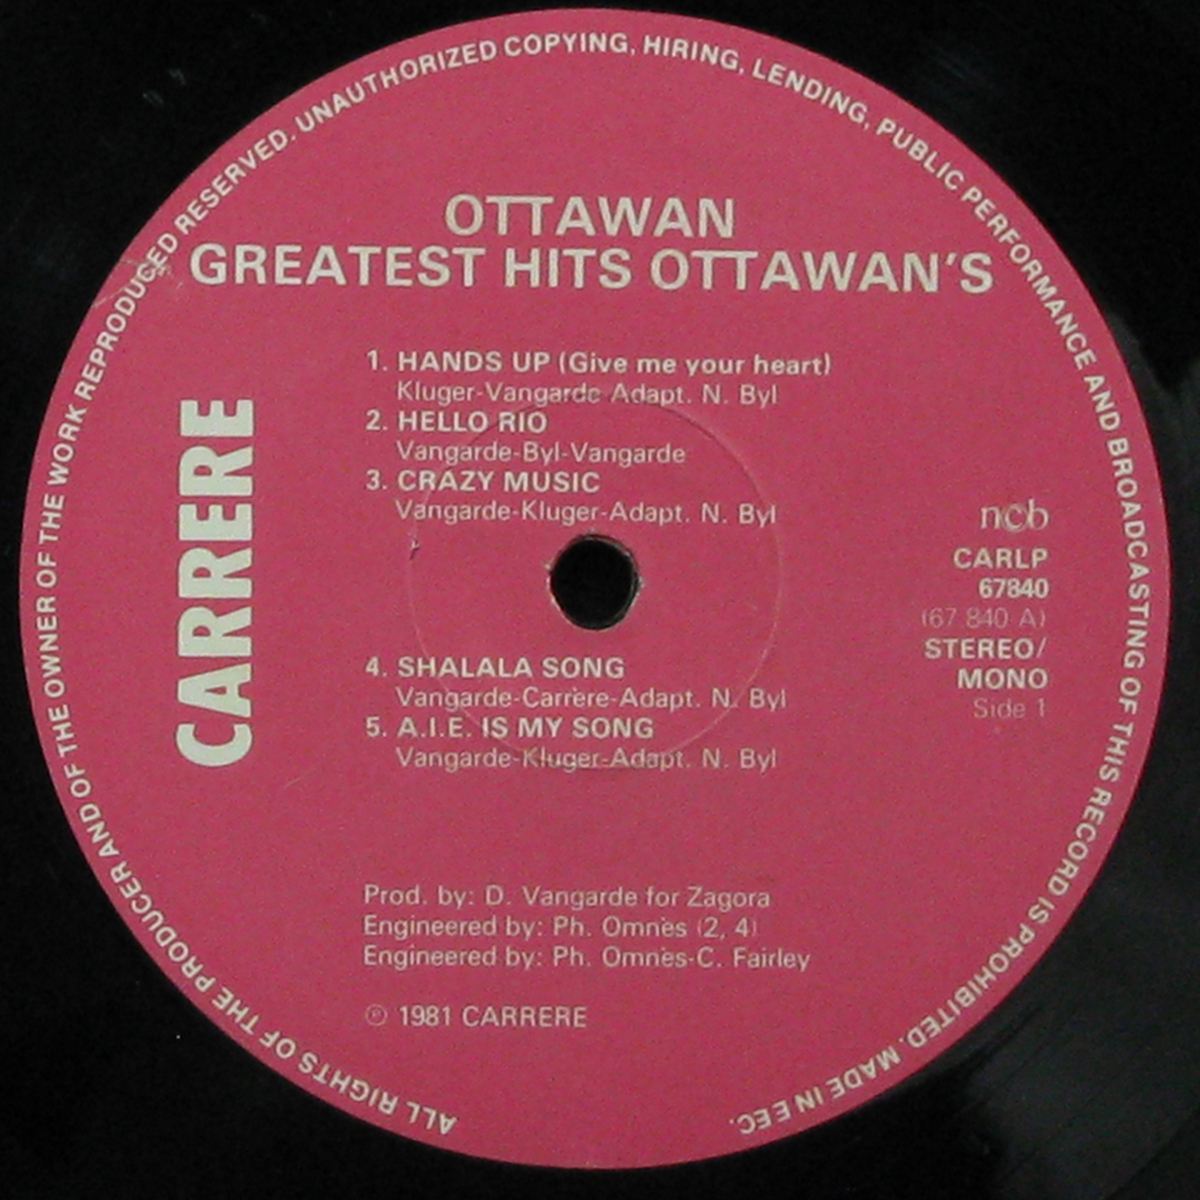 ALL RIGHTS OF THE PRODUCER AND OF THE OWNER OF THE WORK REPRODUCED RESERVED. UNAUTHORIZED COPYING, HIRING, LENDING, PUBLIC PERFORMANCE AND BROADCASTING OF THIS RECORD IS PROHIBITED. MADE IN EEC.
OTTAWAN
GREATEST HITS OTTAWAN'S
CARRERE
1. HANDS UP (Give me your heart)
Kluger-Vangarde Adapt. N. Byl
2. HELLO RIO
Vangarde-Byl-Vangarde
3. CRAZY MUSIC
Vangarde-Kluger-Adapt. N. Byl
4. SHALALA SONG
Vangarde-Carrère-Adapt. N. Byl
5. A.I.E. IS MY SONG
Vangarde-Kluger-Adapt. N. Byl
ncb
CARLP
67840
(67 840 A)
STEREO/
MONO
Side 1
Prod. by: D. Vangarde for Zagora
Engineered by: Ph. Omnès (2, 4)
Engineered by: Ph. Omnès-C. Fairley
℗ 1981 CARRERE